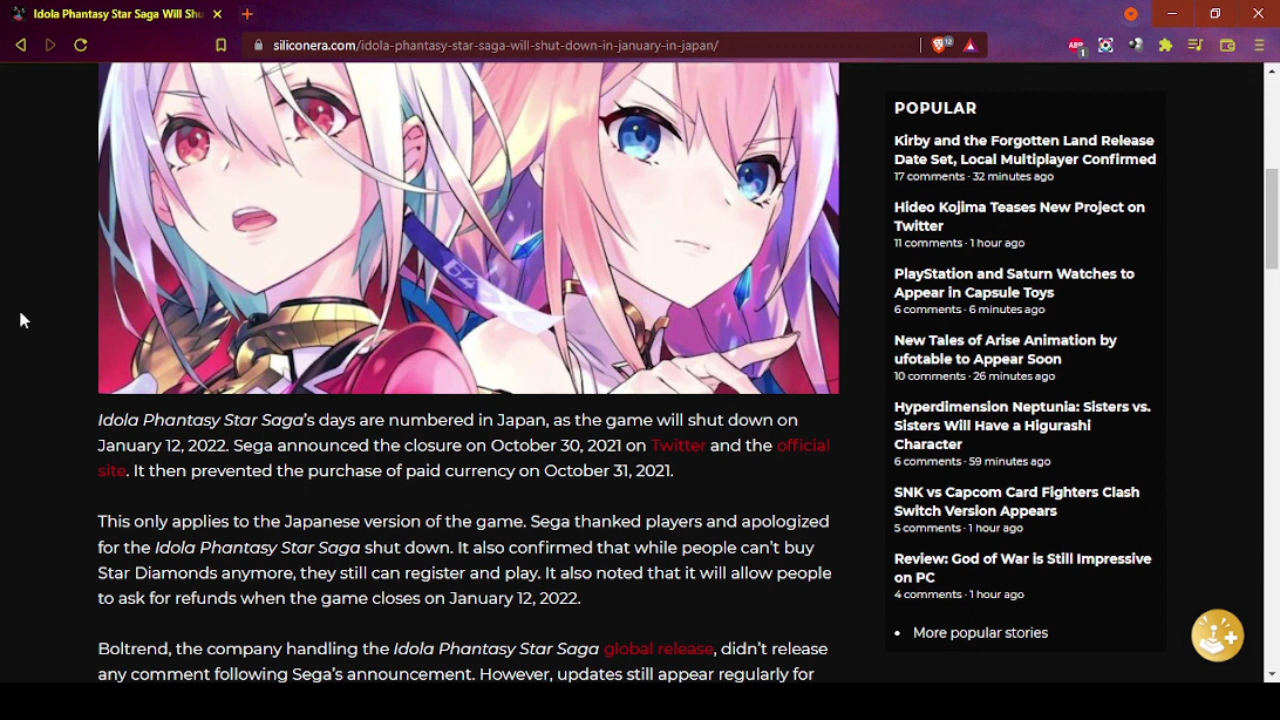 Idola Phantasy Star Saga Will Shu
siliconera.com/idola-phantasy-star-saga-will-shut-down-in-january-in-japan/
12
ABP
1
Idola Phantasy Star Saga's days are numbered in Japan, as the game will shut down on
January 12, 2022. Sega announced the closure on October 30, 2021 on Twitter and the official
site. It then prevented the purchase of paid currency on October 31, 2021.
This only applies to the Japanese version of the game. Sega thanked players and apologized
for the Idola Phantasy Star Saga shut down. It also confirmed that while people can't buy
Star Diamonds anymore, they still can register and play. It also noted that it will allow people
to ask for refunds when the game closes on January 12, 2022.
Boltrend, the company handling the Idola Phantasy Star Saga global release, didn't release
any comment following Sega's announcement. However, updates still appear regularly for
POPULAR
Kirby and the Forgotten Land Release
Date Set, Local Multiplayer Confirmed
17 comments · 32 minutes ago
Hideo Kojima Teases New Project on
Twitter
11 comments · 1 hour ago
PlayStation and Saturn Watches to
Appear in Capsule Toys
6 comments · 6 minutes ago
New Tales of Arise Animation by
ufotable to Appear Soon
10 comments · 26 minutes ago
Hyperdimension Neptunia: Sisters vs.
Sisters Will Have a Higurashi
Character
6 comments · 59 minutes ago
SNK vs Capcom Card Fighters Clash
Switch Version Appears
5 comments · 1 hour ago
Review: God of War is Still Impressive
on PC
4 comments · 1 hour ago
• More popular stories